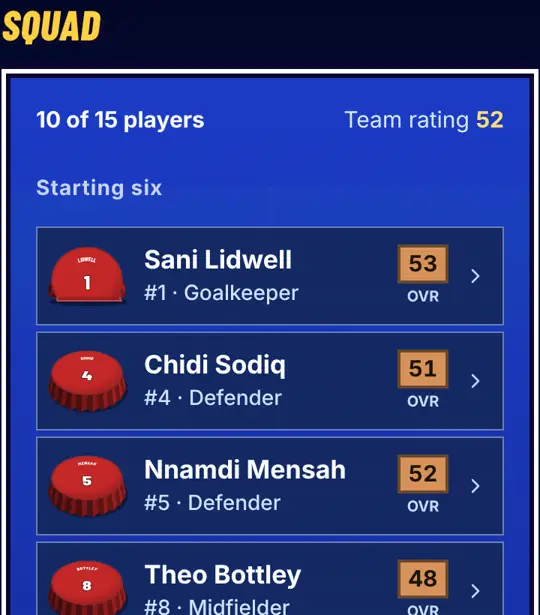 SQUAD
10 of 15 players
Team rating 52
Starting six
LIDWELL
1
Sani Lidwell
#1 · Goalkeeper
53
OVR
4
Chidi Sodiq
#4 · Defender
51
OVR
MENSAH
5
Nnamdi Mensah
#5 · Defender
52
OVR
BOTTLEY
8
Theo Bottley
#8 · Midfielder
48
OVR